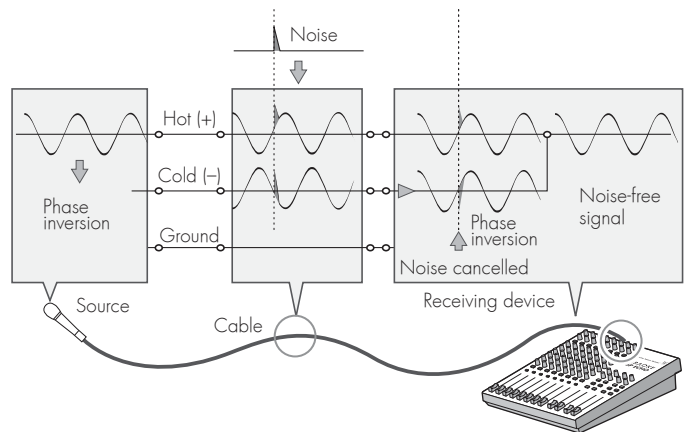 Noise
Hot (+)
Cold (–)
Phase
inversion
Ground
Phase
inversion
Noise cancelled
Noise-free
signal
Source
Cable
Receiving device